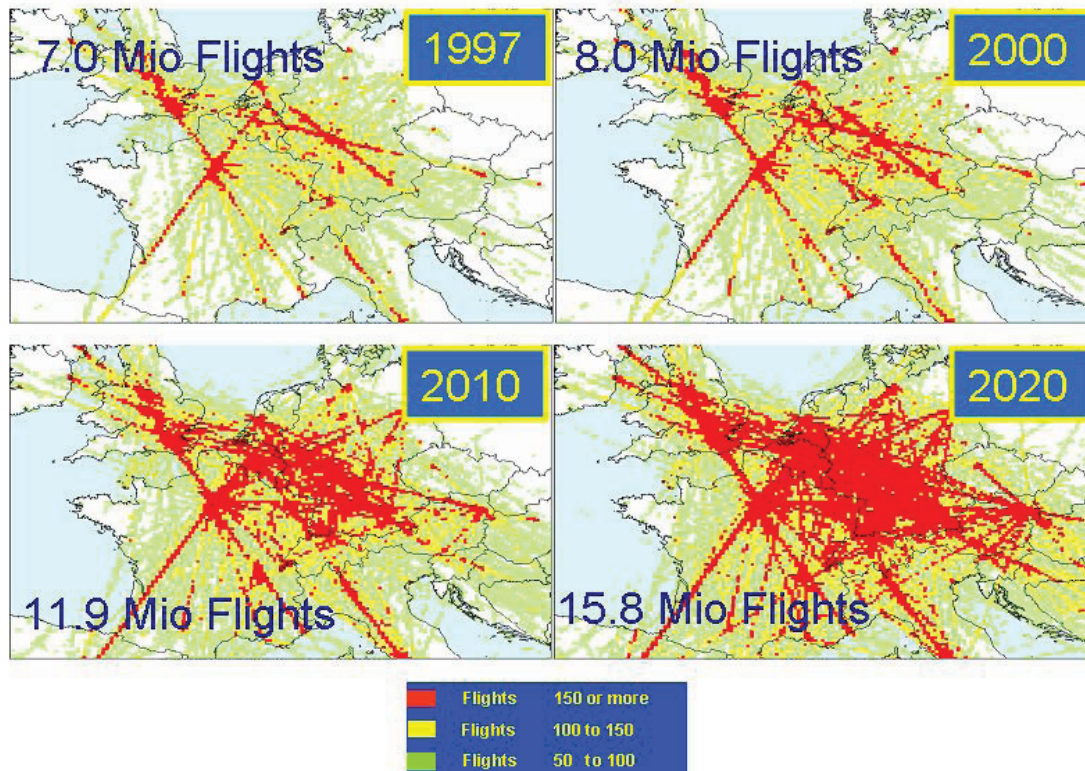 7.0 Mio Flights
1997
8.0 Mio Flights
2000
2010
11.9 Mio Flights
2020
15.8 Mio Flights
Flights 150 or more
Flights 100 to 150
Flights 50 to 100